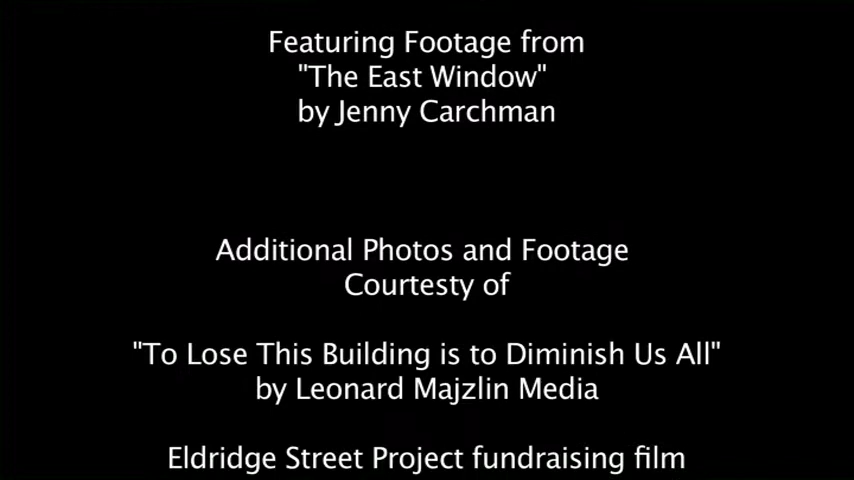 Featuring Footage from
"The East Window"
by Jenny Carchman
Additional Photos and Footage
Courtesty of
"To Lose This Building is to Diminish Us All"
by Leonard Majzlin Media
Eldridge Street Project fundraising film